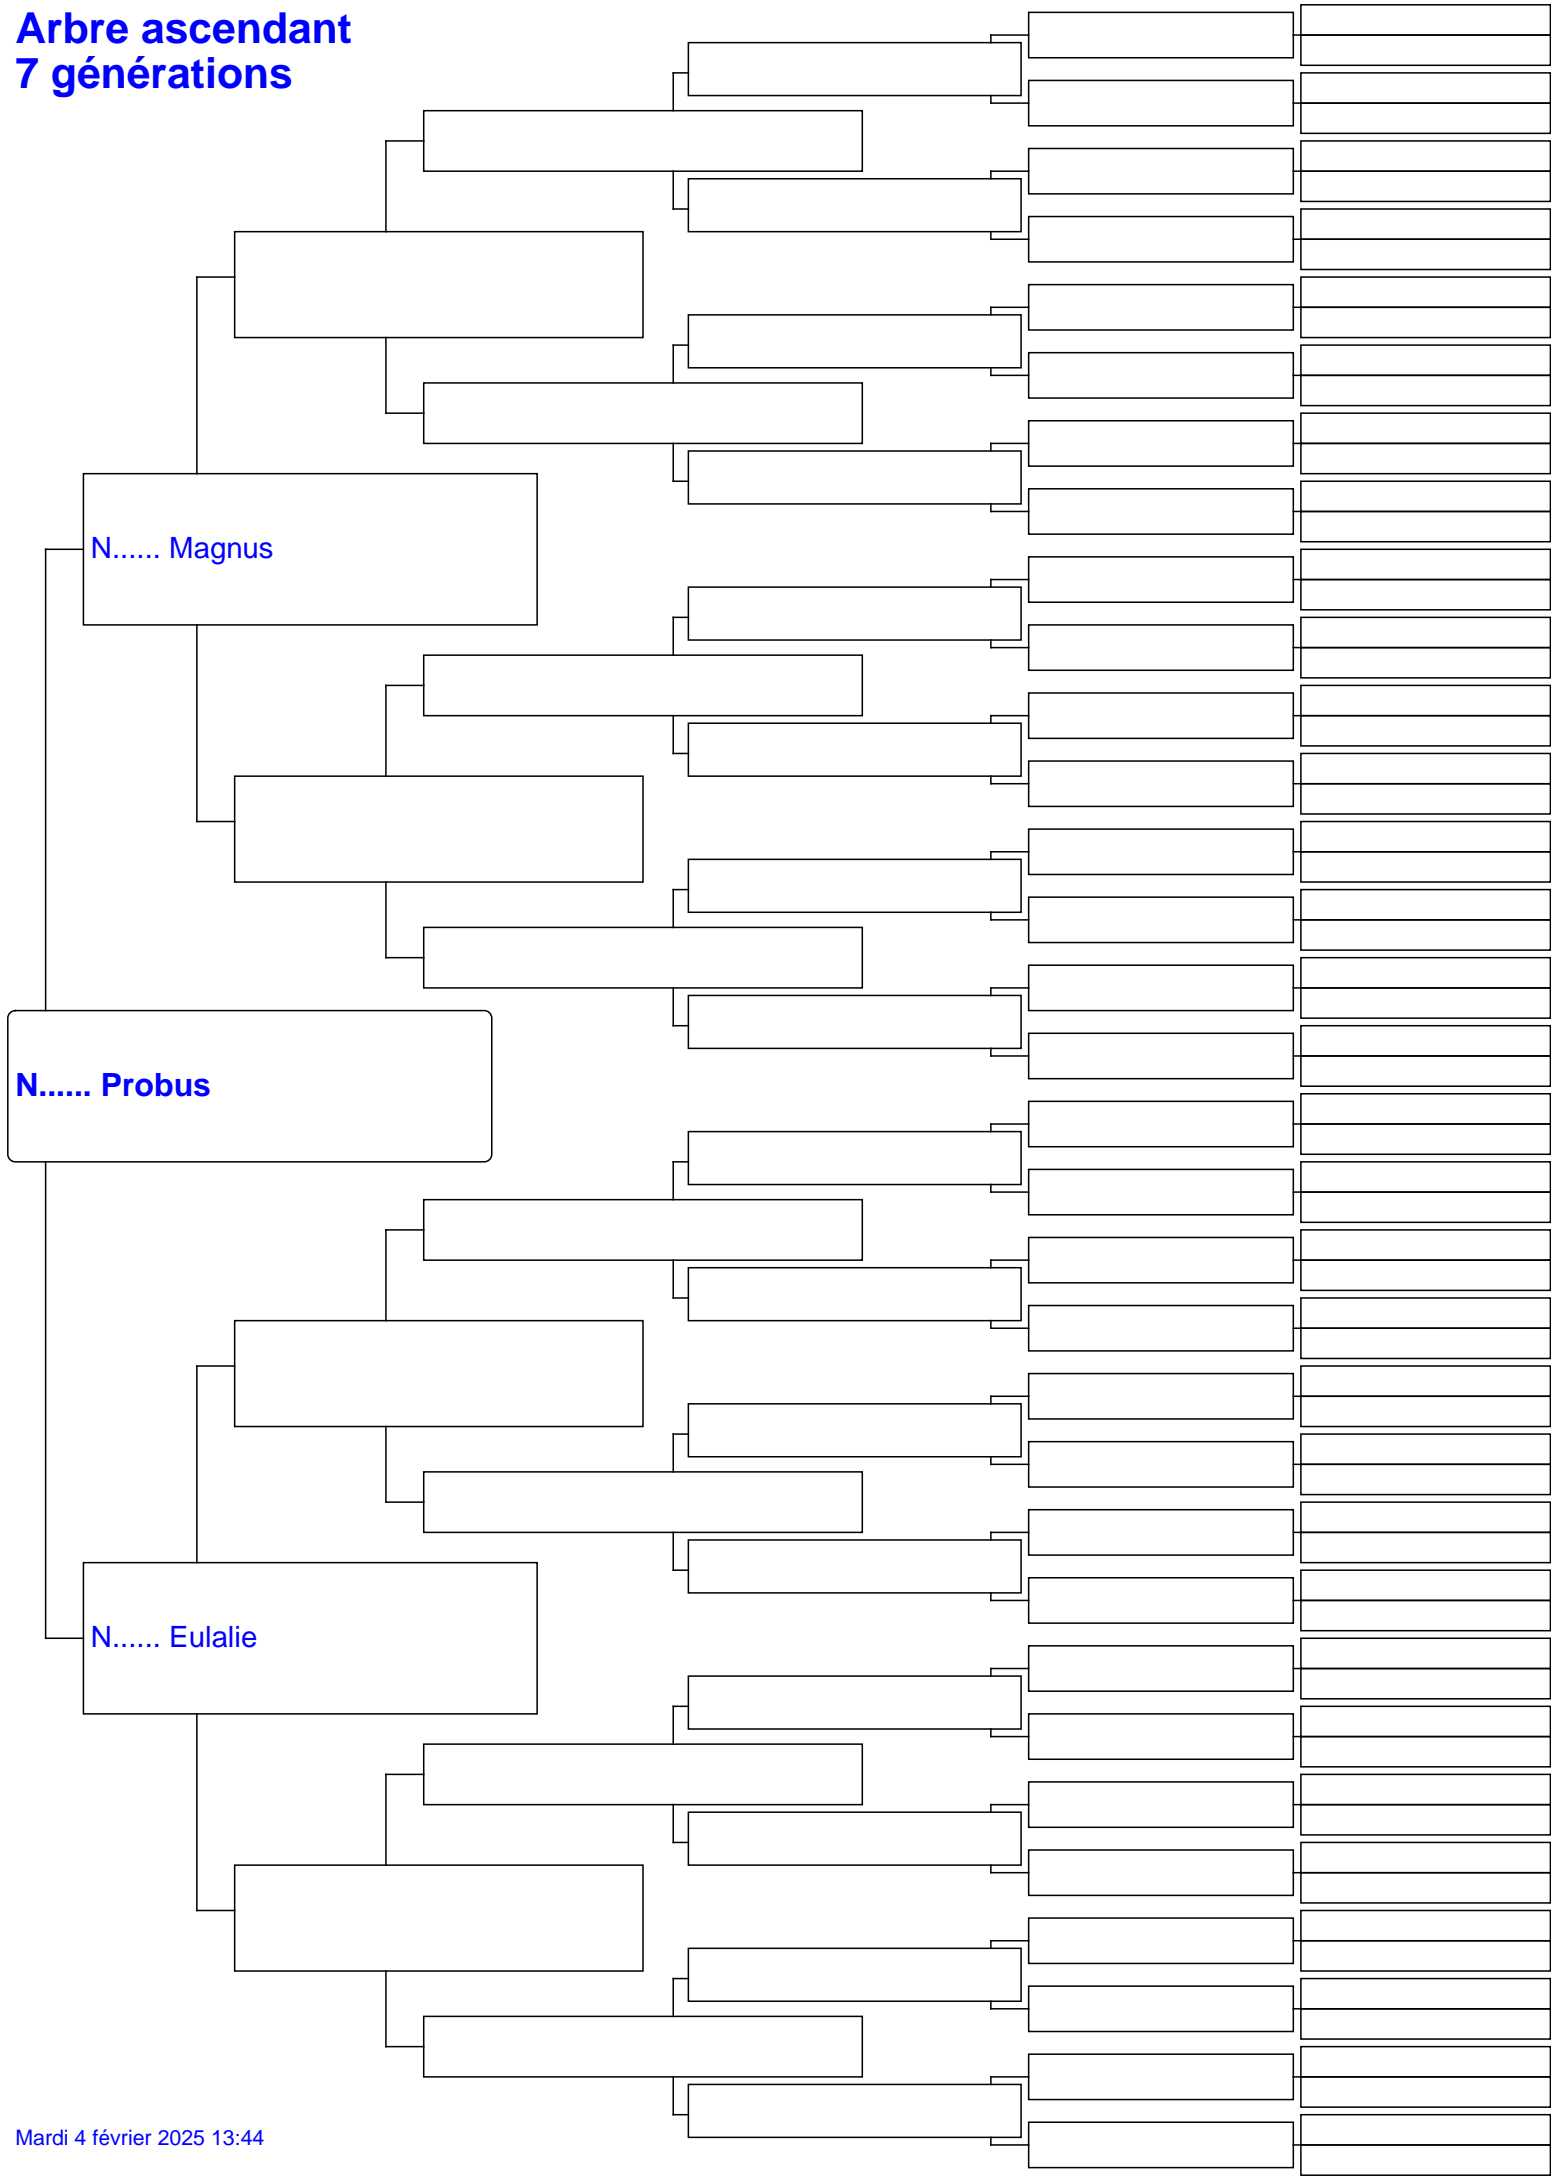 Arbre ascendant
7 générations
N...... Magnus
N...... Probus
N...... Eulalie
Mardi 4 février 2025 13:44